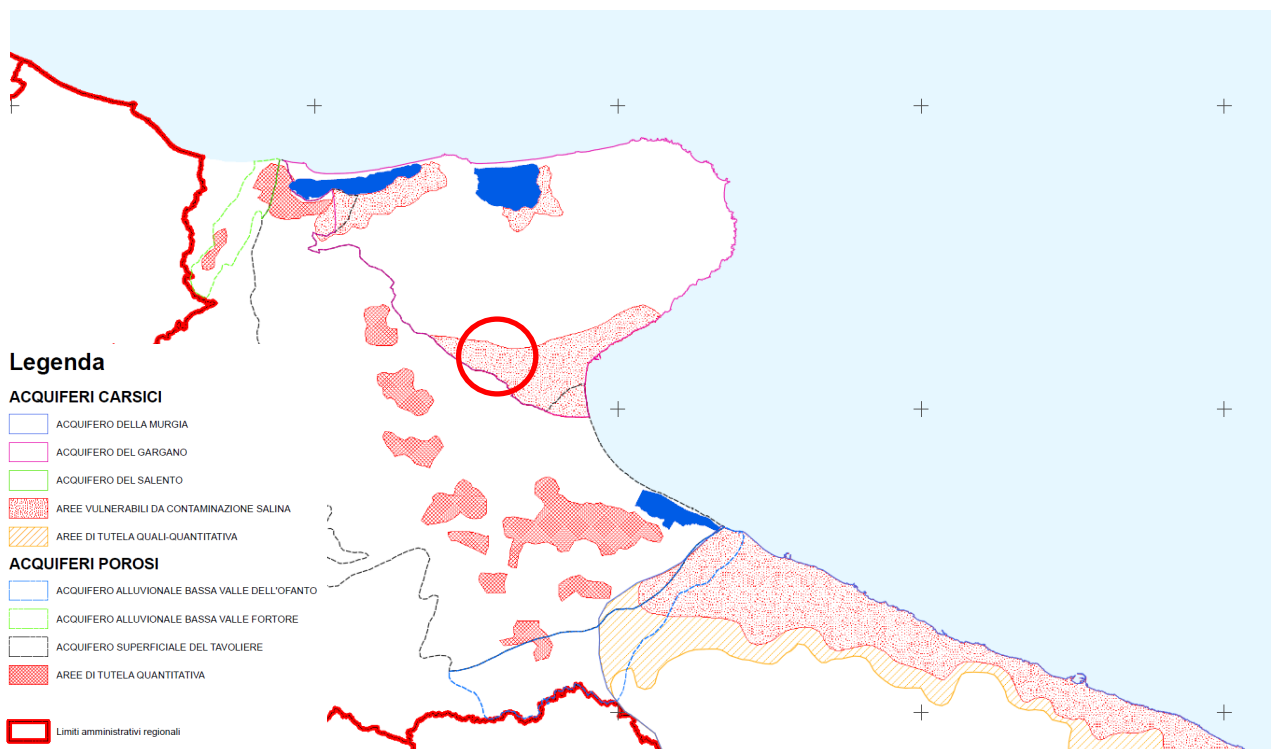 Legenda
ACQUIFERI CARSICI
ACQUIFERO DELLA MURGIA
ACQUIFERO DEL GARGANO
ACQUIFERO DEL SALENTO
AREE VULNERABILI DA CONTAMINAZIONE SALINA
AREE DI TUTELA QUALI-QUANTITATIVA
ACQUIFERI POROSI
ACQUIFERO ALLUVIONALE BASSA VALLE DELL'OFANTO
ACQUIFERO ALLUVIONALE BASSA VALLE FORTORE
ACQUIFERO SUPERFICIALE DEL TAVOLIERE
AREE DI TUTELA QUANTITATIVA
Limiti amministrativi regionali